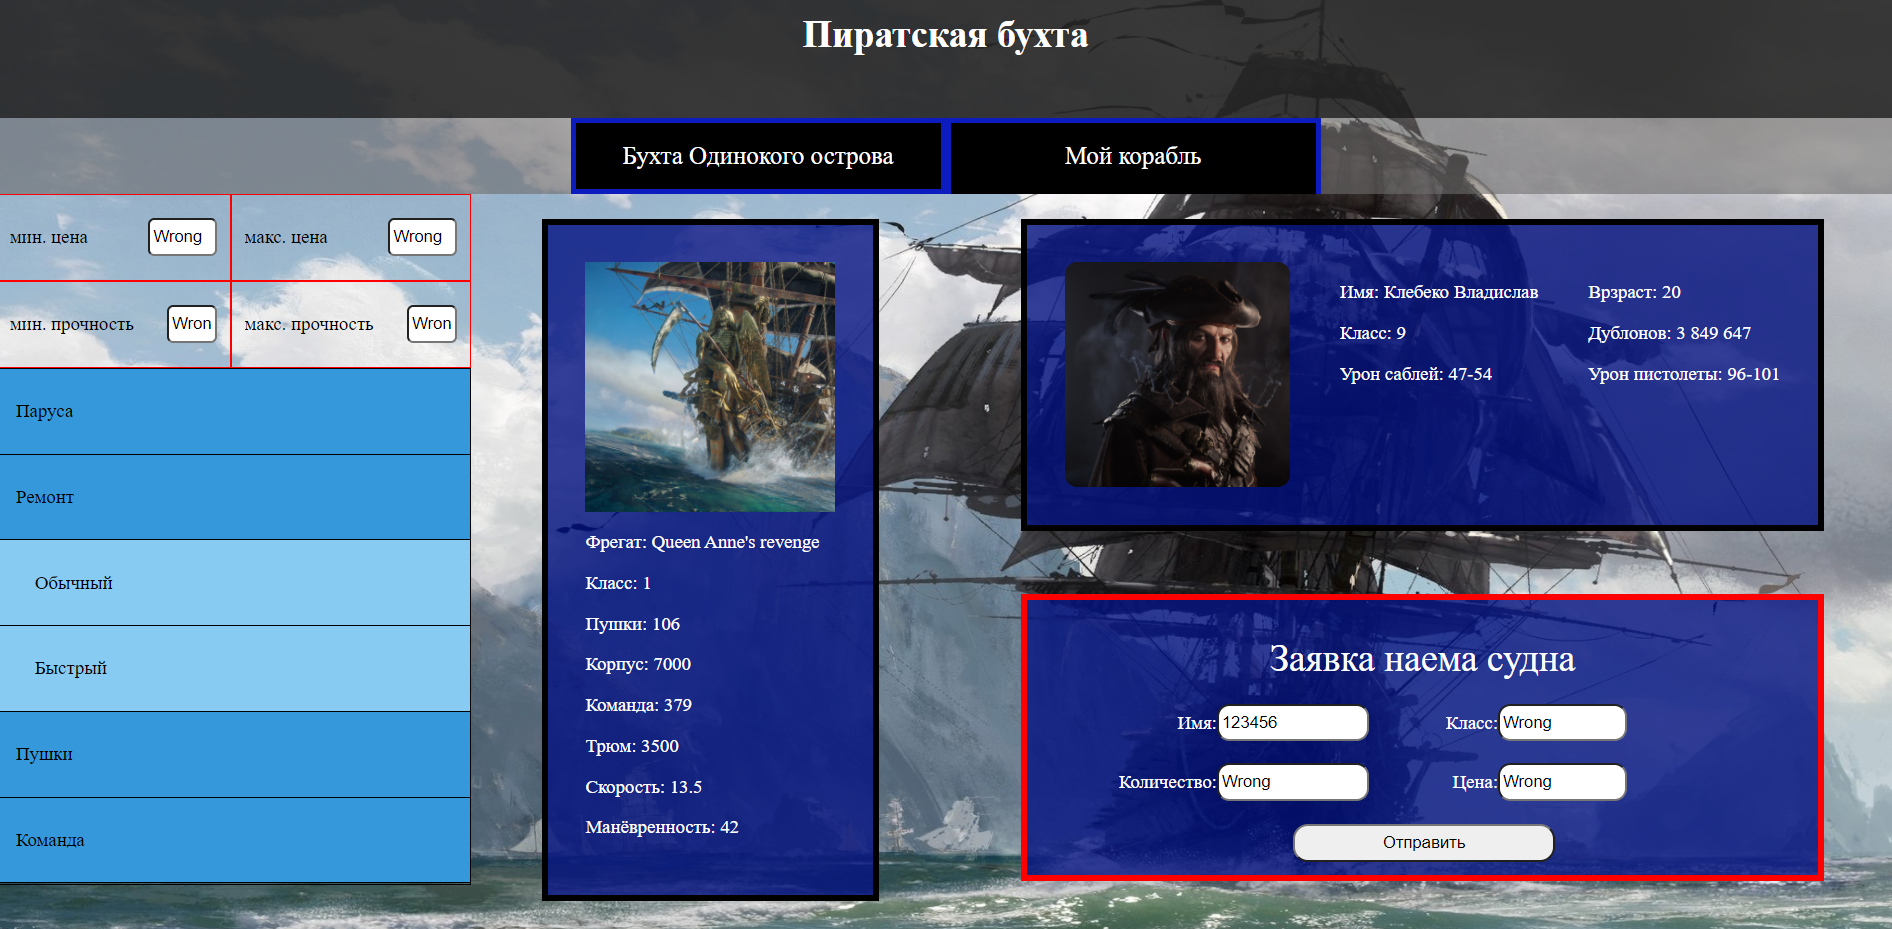 Пиратская бухта
Бухта Одинокого острова
Мой корабль
мин. цена Wrong
макс. цена Wrong
мин. прочность Wron
макс. прочность Wron
Паруса
Ремонт
Обычный
Быстрый
Пушки
Команда
Фрегат: Queen Anne's revenge
Класс: 1
Пушки: 106
Корпус: 7000
Команда: 379
Трюм: 3500
Скорость: 13.5
Манёвренность: 42
Имя: Клебеко Владислав
Врзраст: 20
Класс: 9
Дублонов: 3 849 647
Урон саблей: 47-54
Урон пистолеты: 96-101
Заявка наема судна
Имя: 123456
Класс: Wrong
Количество: Wrong
Цена: Wrong
Отправить